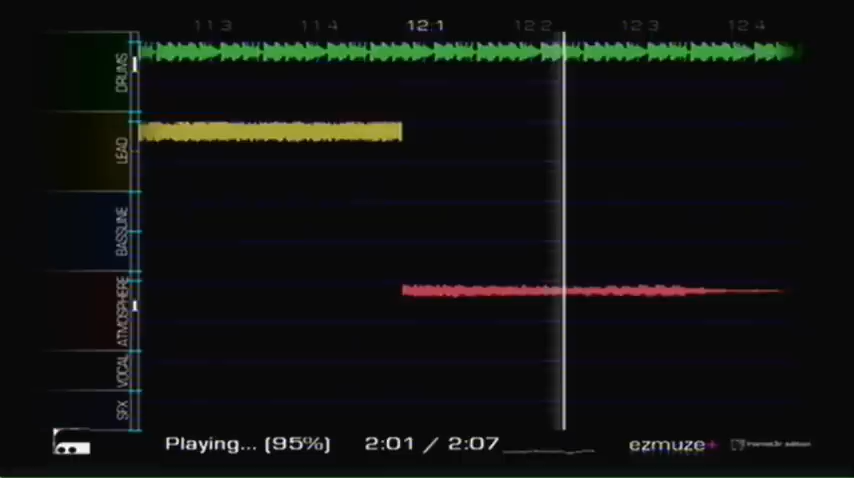 11.3 11.4 12.1 12.2 12.3 12.4
DRUMS
LEAD
BASSLINE
ATMOSPHERE
VOCAL
SFX
Playing... (95%) 2:01 / 2:07 ezmuze+